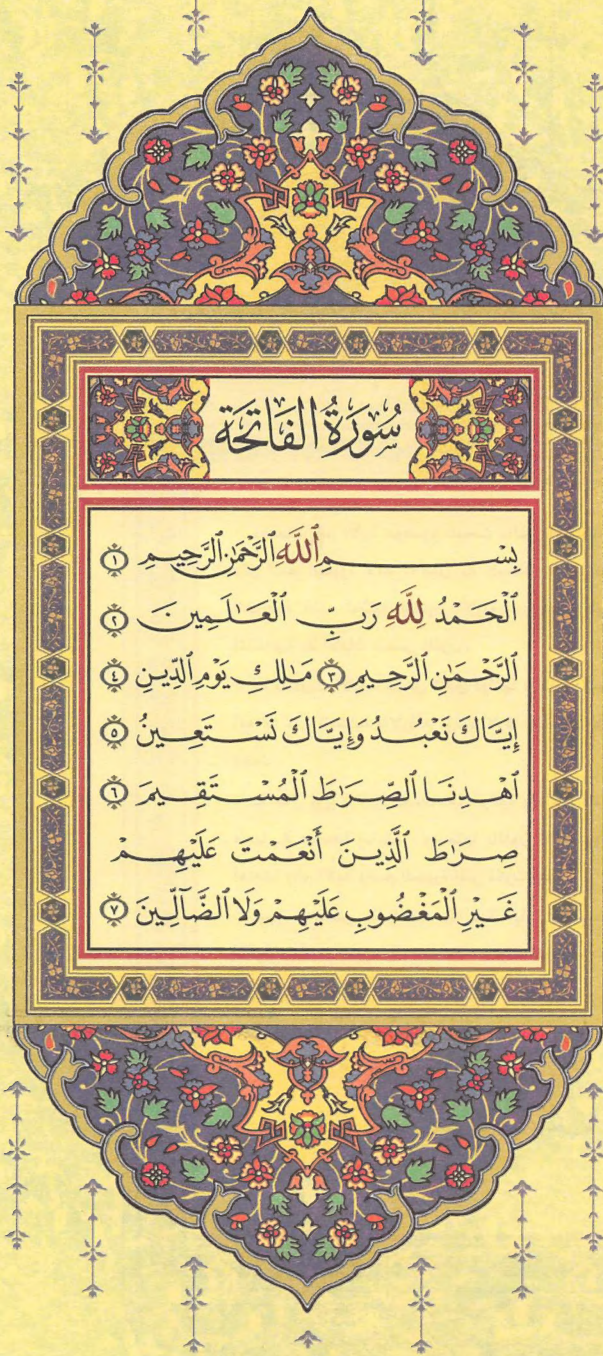 سُورَةُ الْفَاتِحَة
بِسْمِ ٱللَّهِ ٱلرَّحْمَٰنِ ٱلرَّحِيمِ ١
ٱلْحَمْدُ لِلَّهِ رَبِّ ٱلْعَٰلَمِينَ ٢
ٱلرَّحْمَٰنِ ٱلرَّحِيمِ ٣ مَٰلِكِ يَوْمِ ٱلدِّينِ ٤
إِيَّاكَ نَعْبُدُ وَإِيَّاكَ نَسْتَعِينُ ٥
ٱهْدِنَا ٱلصِّرَٰطَ ٱلْمُسْتَقِيمَ ٦
صِرَٰطَ ٱلَّذِينَ أَنْعَمْتَ عَلَيْهِمْ
غَيْرِ ٱلْمَغْضُوبِ عَلَيْهِمْ وَلَا ٱلضَّآلِّينَ ٧